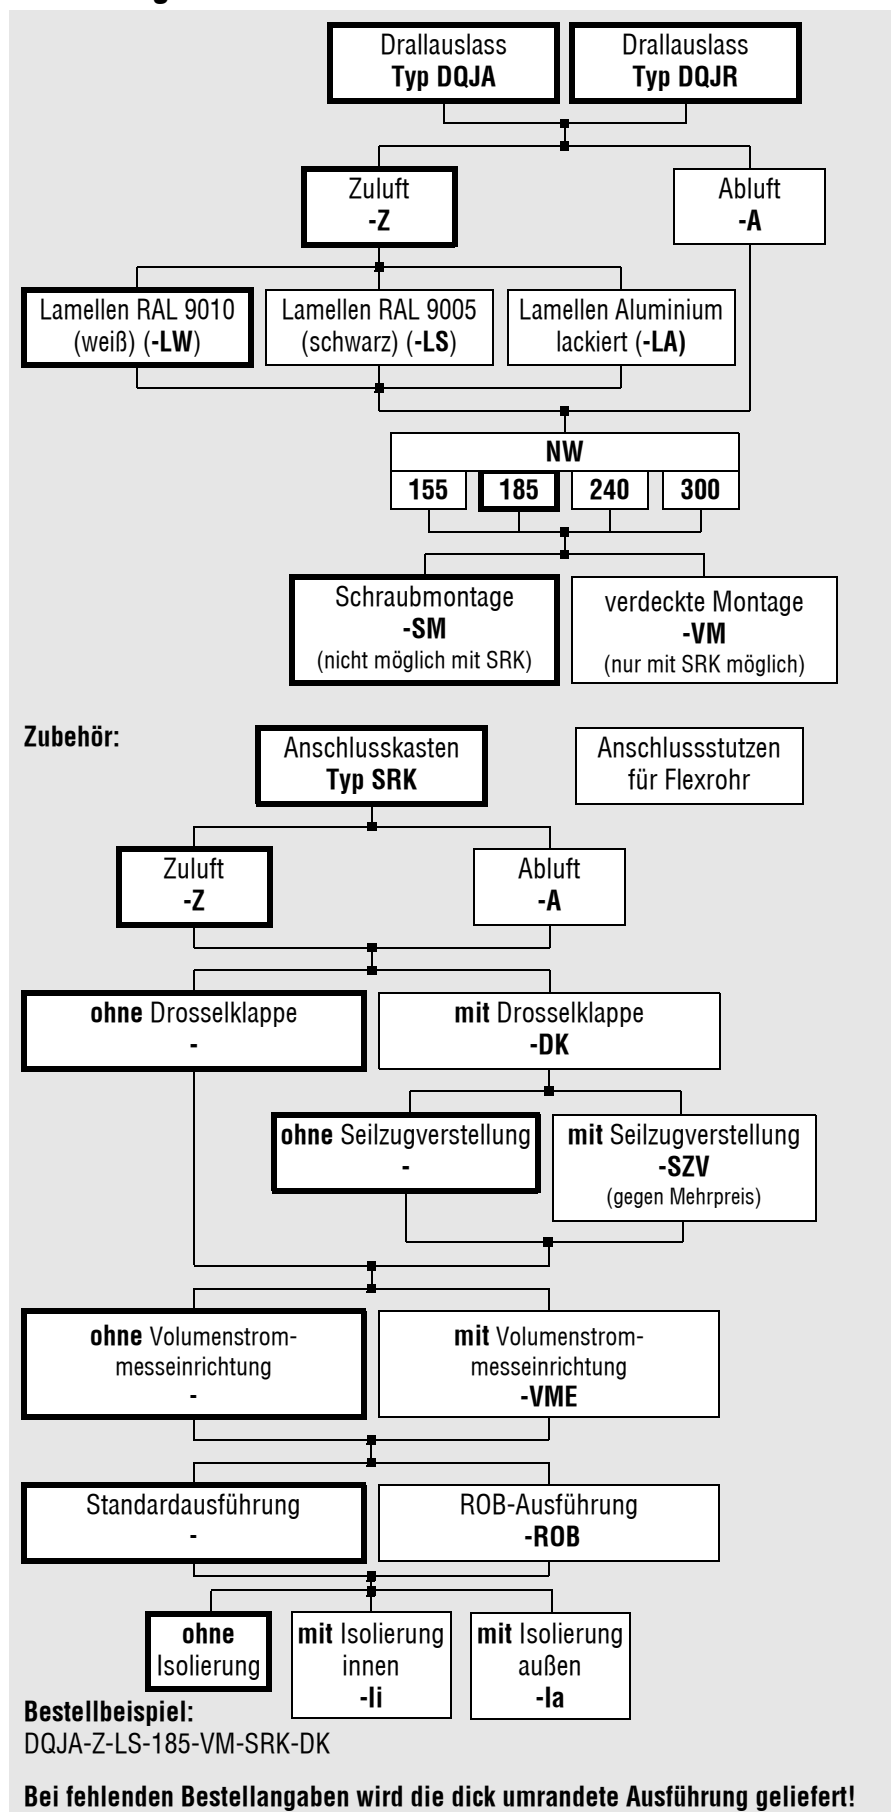 Drallauslass
Typ DQJA
Drallauslass
Typ DQJR
Zuluft
-Z
Abluft
-A
Lamellen RAL 9010
(weiß) (-LW)
Lamellen RAL 9005
(schwarz) (-LS)
Lamellen Aluminium
lackiert (-LA)
NW
155 185 240 300
Schraubmontage
-SM
(nicht möglich mit SRK)
verdeckte Montage
-VM
(nur mit SRK möglich)
Zubehör:
Anschlusskasten
Typ SRK
Anschlussstutzen
für Flexrohr
Zuluft
-Z
Abluft
-A
ohne Drosselklappe
-
mit Drosselklappe
-DK
ohne Seilzugverstellung
-
mit Seilzugverstellung
-SZV
(gegen Mehrpreis)
ohne Volumenstrom-
messeinrichtung
-
mit Volumenstrom-
messeinrichtung
-VME
Standardausführung
-
ROB-Ausführung
-ROB
ohne
Isolierung
mit Isolierung
innen
-Ii
mit Isolierung
außen
-Ia
Bestellbeispiel:
DQJA-Z-LS-185-VM-SRK-DK
Bei fehlenden Bestellangaben wird die dick umrandete Ausführung geliefert!